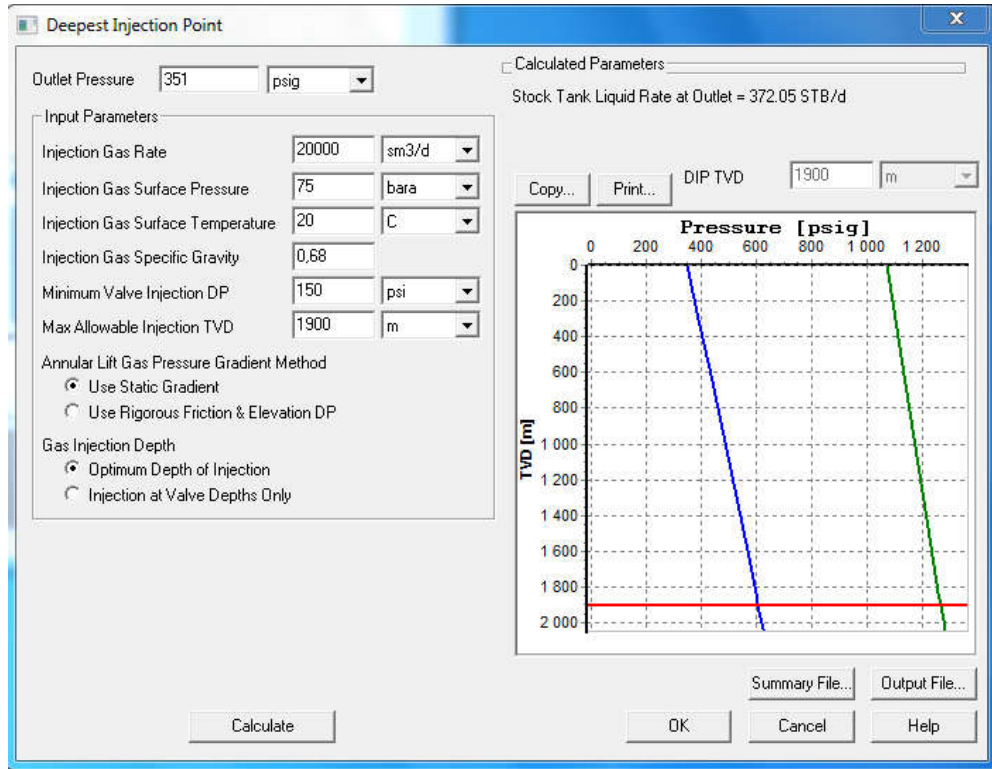 Deepest Injection Point
X
Outlet Pressure 351 psig
Input Parameters
Injection Gas Rate 20000 sm3/d
Injection Gas Surface Pressure 75 bara
Injection Gas Surface Temperature 20 C
Injection Gas Specific Gravity 0,68
Minimum Valve Injection DP 150 psi
Max Allowable Injection TVD 1900 m
Annular Lift Gas Pressure Gradient Method
Use Static Gradient
Use Rigorous Friction & Elevation DP
Gas Injection Depth
Optimum Depth of Injection
Injection at Valve Depths Only
Calculate
Calculated Parameters
Stock Tank Liquid Rate at Outlet = 372.05 STB/d
Copy... Print... DIP TVD 1900 m
Pressure [psig]
0 200 400 600 800 1 000 1 200
TVD [m]
0
200
400
600
800
1 000
1 200
1 400
1 600
1 800
2 000
Summary File... Output File...
OK Cancel Help